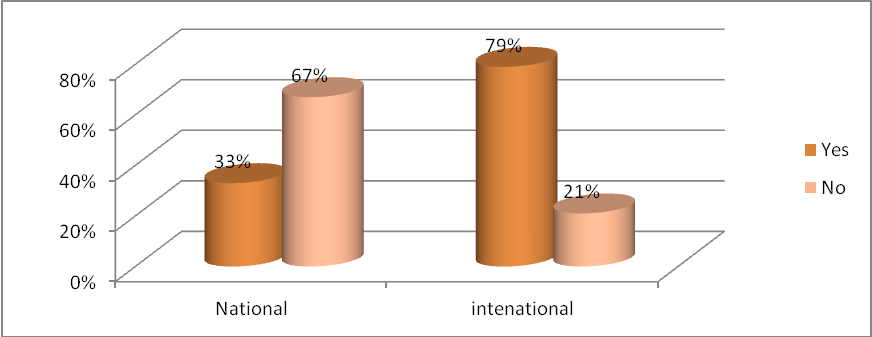 79%
80%
67%
60%
33%
Yes
40%
21%
No
20%
0%
National
intenational